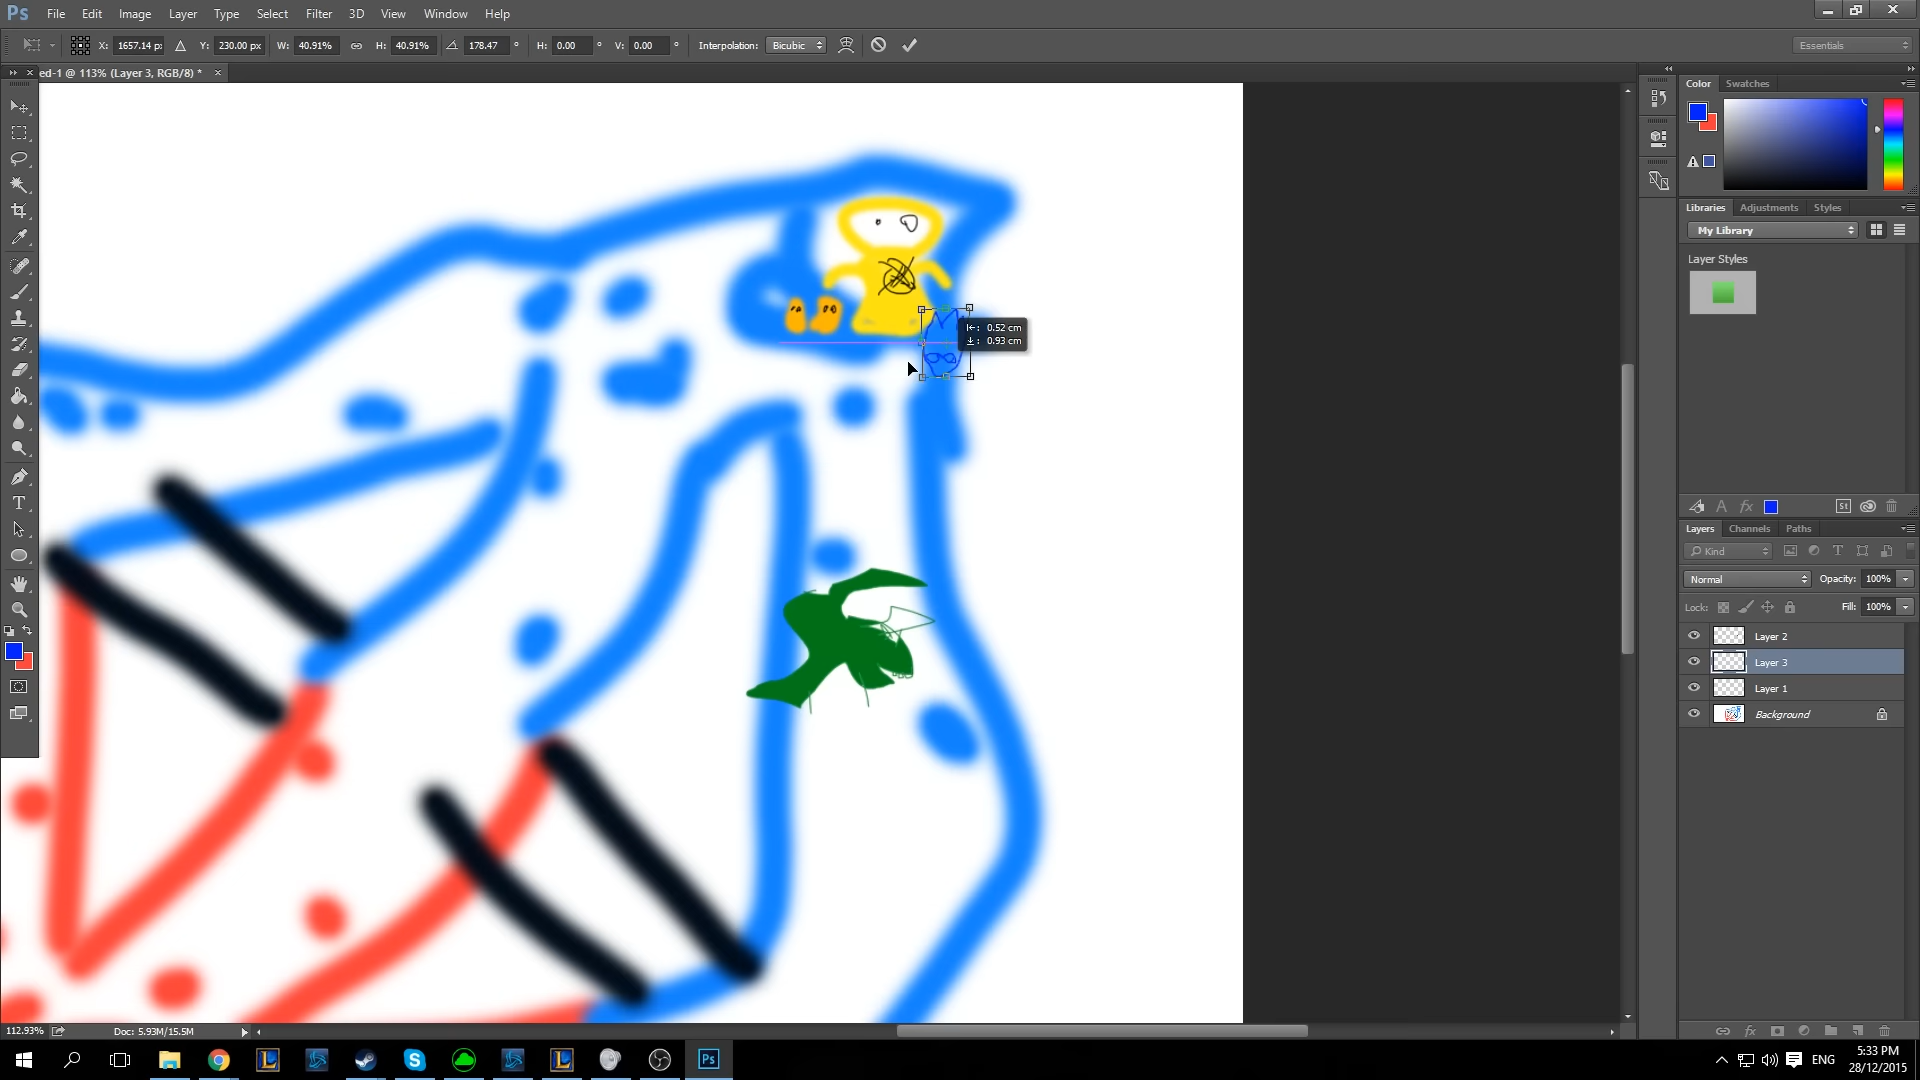 Ps File Edit Image Layer Type Select Filter 3D View Window Help
X: 1657.14 p Y: 230.00 px W: 40.91% H: 40.91% 178.47 ° H: 0.00 ° V: 0.00 ° Interpolation: Bicubic Essentials
ed-1 @ 113% (Layer 3, RGB/8) * ×
Color Swatches
Libraries Adjustments Styles
My Library
Layer Styles
0.52 cm
0.93 cm
St
Layers Channels Paths
Kind
Normal Opacity: 100%
Lock: Fill: 100%
Layer 2
Layer 3
Layer 1
Background
112.93% Doc: 5.93M/15.5M
ENG 5:33 PM
28/12/2015